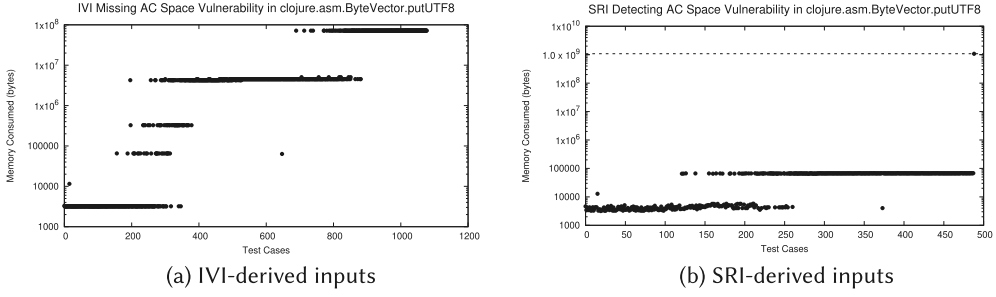 IVI Missing AC Space Vulnerability in clojure.asm.ByteVector.putUTF8
1x10^8
1x10^7
1x10^6
100000
10000
1000
Memory Consumed (bytes)
0 200 400 600 800 1000 1200
Test Cases
(a) IVI-derived inputs
SRI Detecting AC Space Vulnerability in clojure.asm.ByteVector.putUTF8
1x10^10
1.0 x 10^9
1x10^8
1x10^7
1x10^6
100000
10000
1000
Memory Consumed (bytes)
0 50 100 150 200 250 300 350 400 450 500
Test Cases
(b) SRI-derived inputs